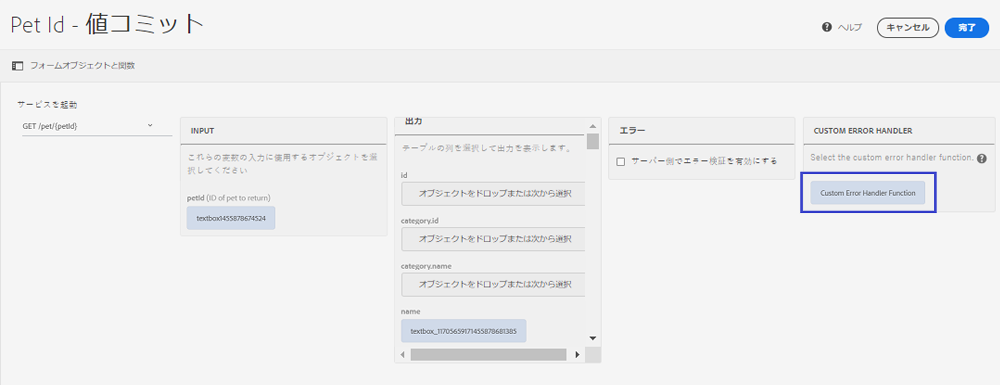 Pet Id - 値コミット
ヘルプ
キャンセル
完了
フォームオブジェクトと関数
サービスを起動
GET /pet/{petId}
INPUT
これらの変数の入力に使用するオブジェクトを選
択してください
petId (ID of pet to return)
textbox1455878674524
出力
テーブルの列を選択して出力を表示します。
id
オブジェクトをドロップまたは次から選択
category.id
オブジェクトをドロップまたは次から選択
category.name
オブジェクトをドロップまたは次から選択
name
textbox_11705659171455878681385
エラー
サーバー側でエラー検証を有効にする
CUSTOM ERROR HANDLER
Select the custom error handler function.
Custom Error Handler Function